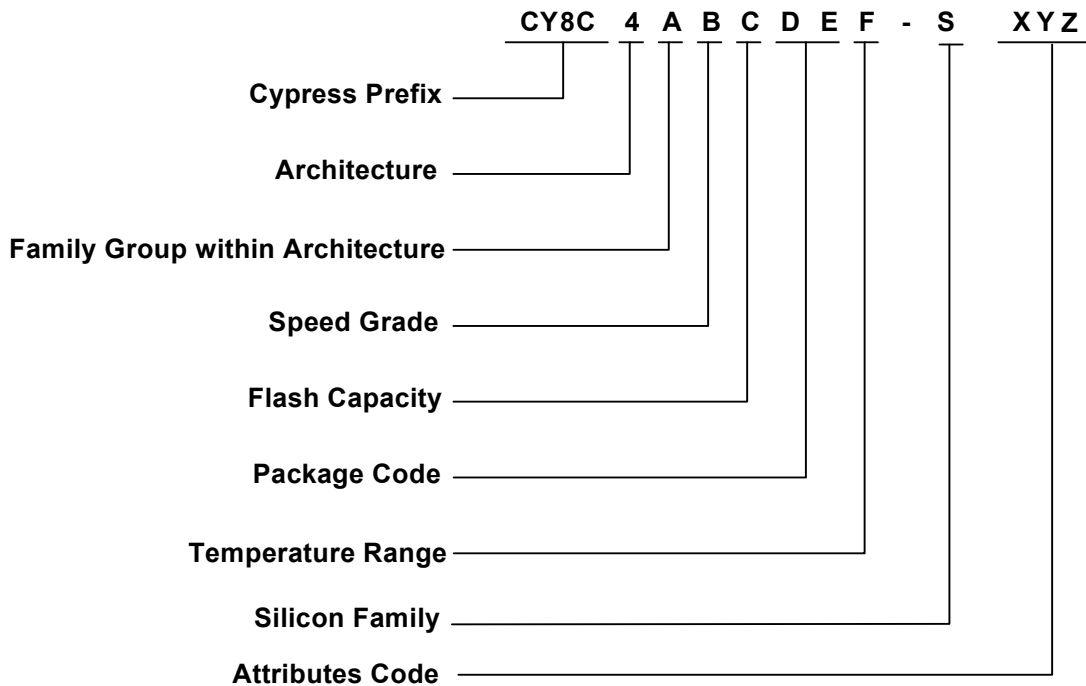 CY8C 4 A B C D E F - S XYZ
Cypress Prefix
Architecture
Family Group within Architecture
Speed Grade
Flash Capacity
Package Code
Temperature Range
Silicon Family
Attributes Code